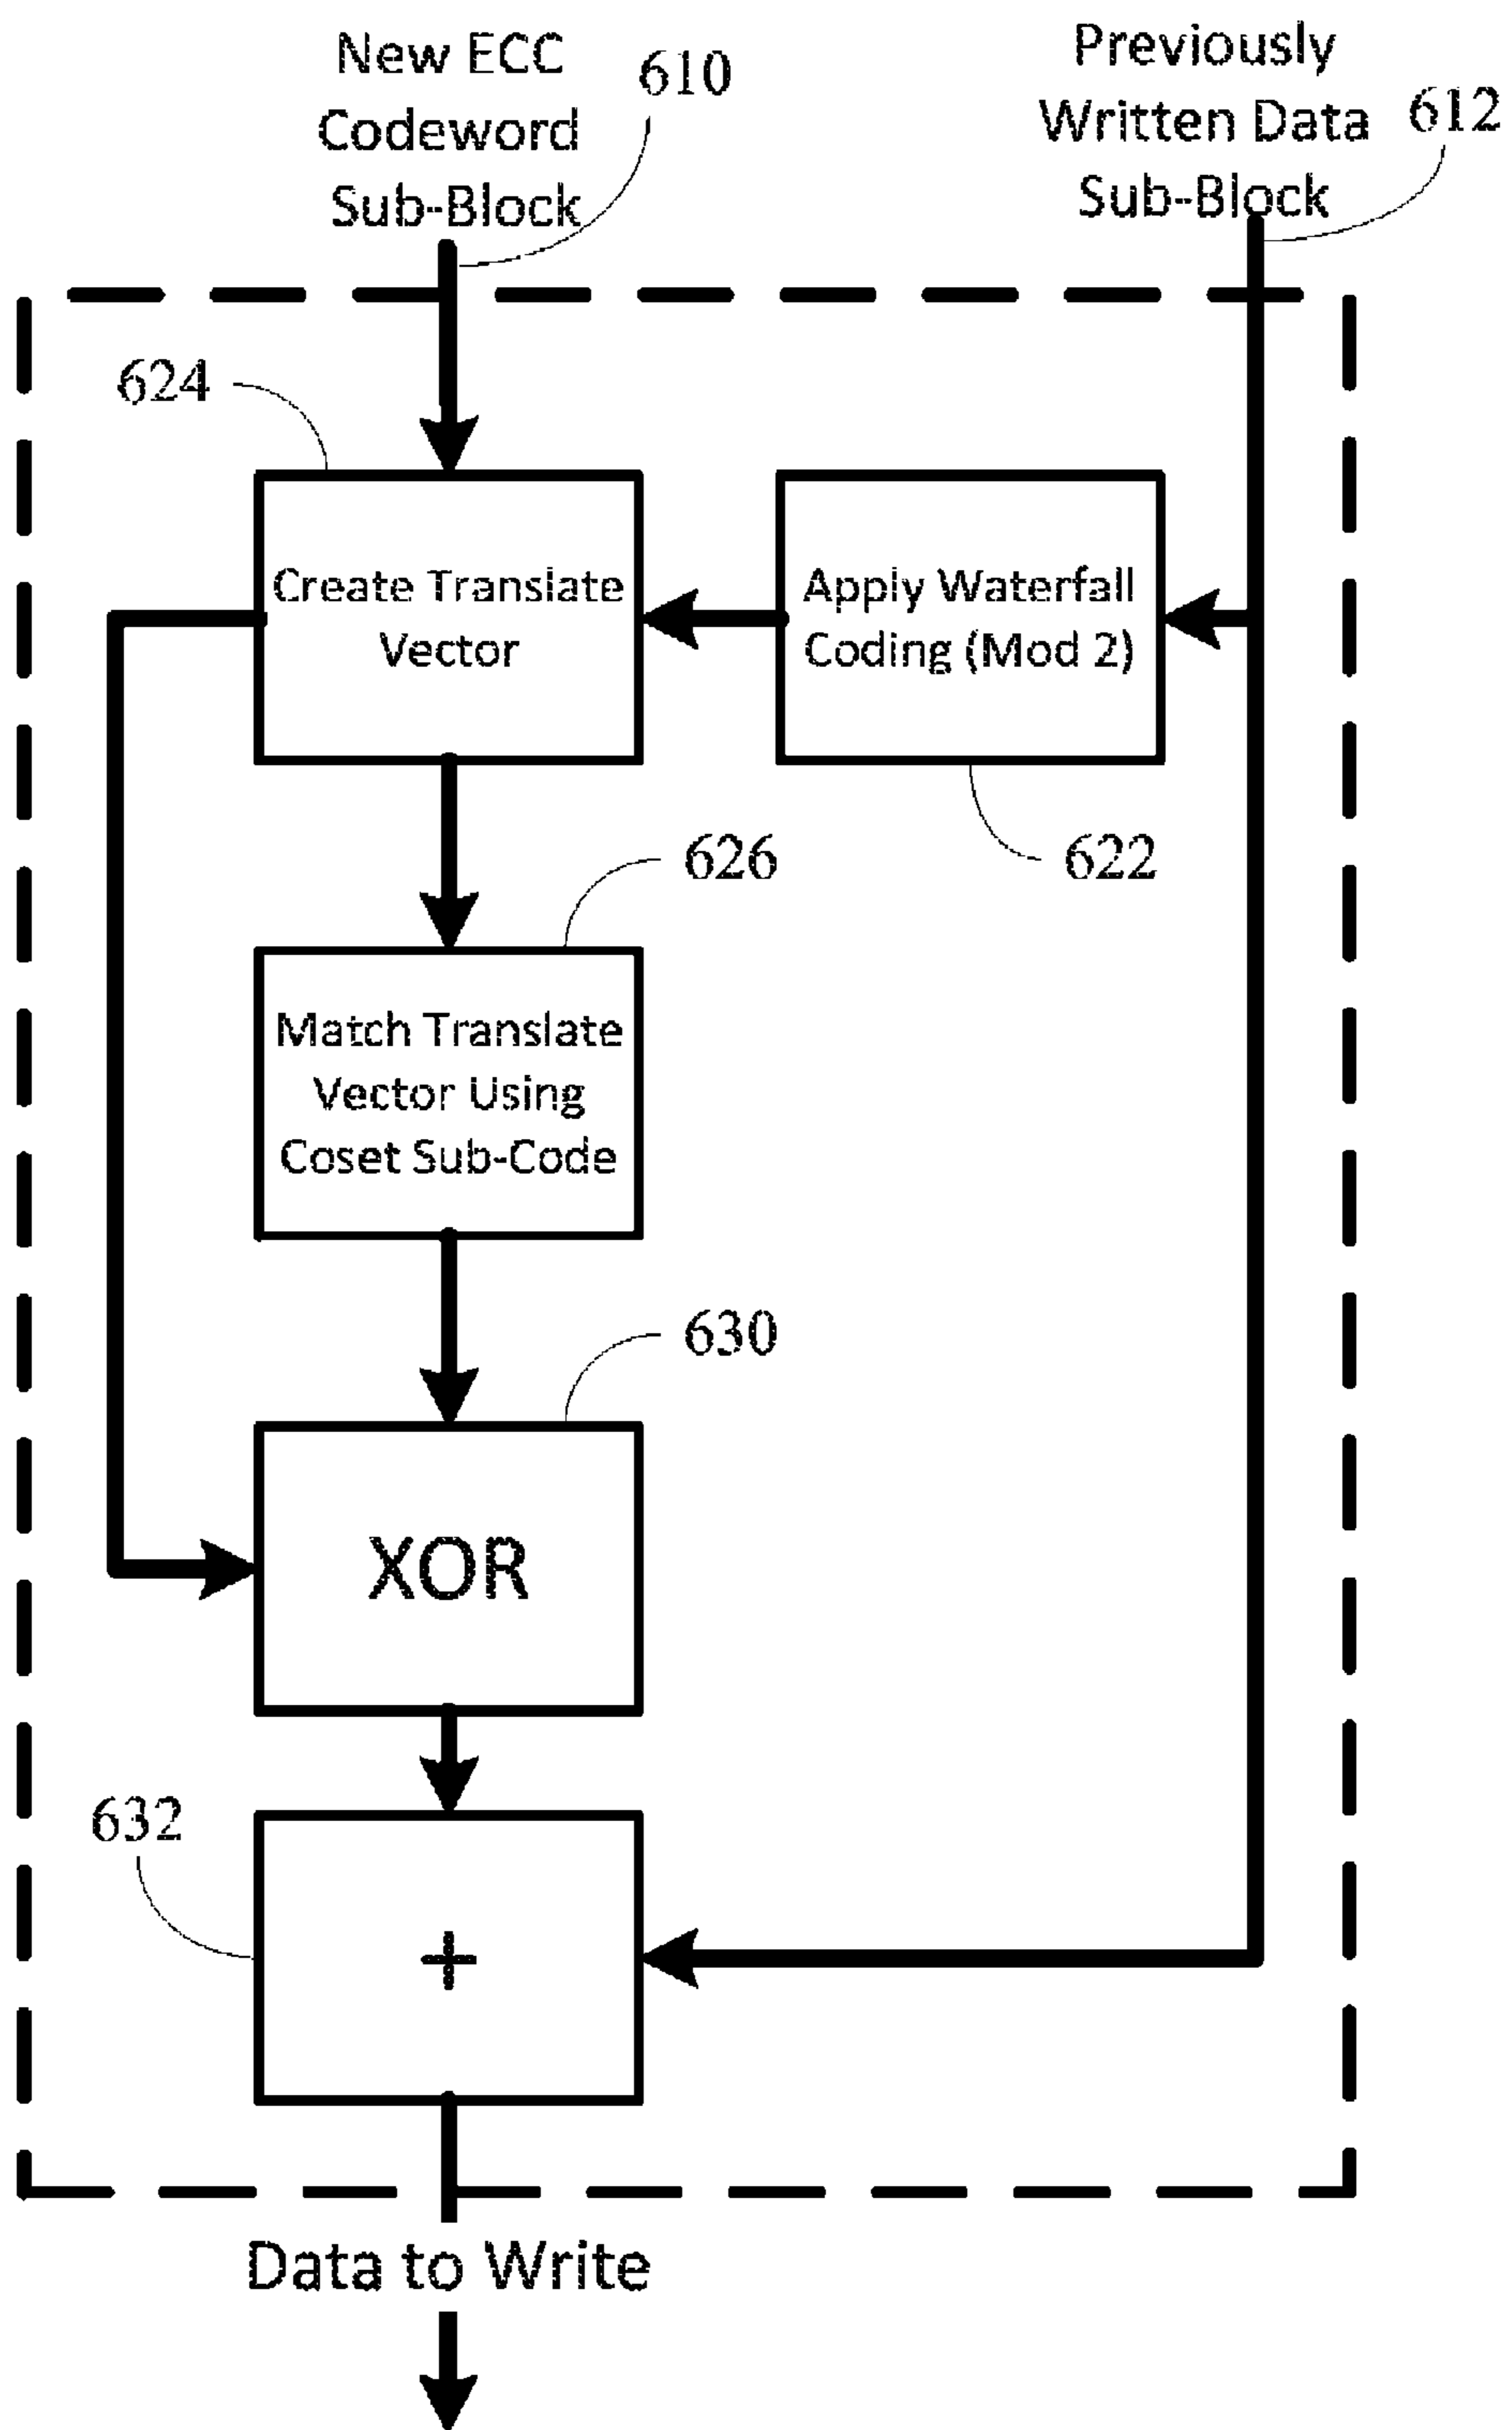 New ECC
Codeword
Sub-Block
610
Previously
Written Data
Sub-Block
612
624
Create Translate
Vector
Apply Waterfall
Coding (Mod 2)
626
622
Match Translate
Vector Using
Coset Sub-Code
630
XOR
632
+
Data to Write